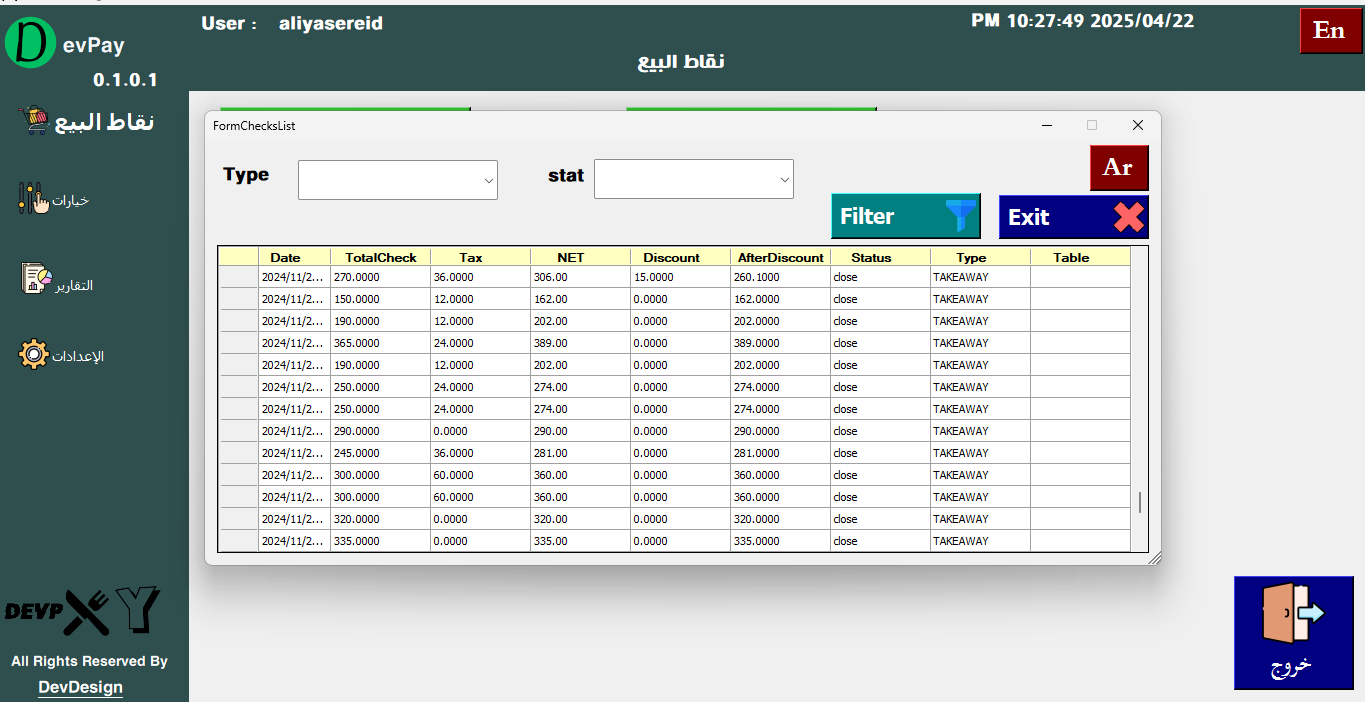 User : aliyasereid
PM 10:27:49 2025/04/22
En
D evPay
0.1.0.1
نقاط البيع
نقاط البيع
خيارات
التقارير
الإعدادات
FormChecksList
Type
stat
Ar
Filter
Exit
Date TotalCheck Tax NET Discount AfterDiscount Status Type Table
2024/11/2... 270.0000 36.0000 306.00 15.0000 260.1000 close TAKEAWAY
2024/11/2... 150.0000 12.0000 162.00 0.0000 162.0000 close TAKEAWAY
2024/11/2... 190.0000 12.0000 202.00 0.0000 202.0000 close TAKEAWAY
2024/11/2... 365.0000 24.0000 389.00 0.0000 389.0000 close TAKEAWAY
2024/11/2... 190.0000 12.0000 202.00 0.0000 202.0000 close TAKEAWAY
2024/11/2... 250.0000 24.0000 274.00 0.0000 274.0000 close TAKEAWAY
2024/11/2... 250.0000 24.0000 274.00 0.0000 274.0000 close TAKEAWAY
2024/11/2... 290.0000 0.0000 290.00 0.0000 290.0000 close TAKEAWAY
2024/11/2... 245.0000 36.0000 281.00 0.0000 281.0000 close TAKEAWAY
2024/11/2... 300.0000 60.0000 360.00 0.0000 360.0000 close TAKEAWAY
2024/11/2... 300.0000 60.0000 360.00 0.0000 360.0000 close TAKEAWAY
2024/11/2... 320.0000 0.0000 320.00 0.0000 320.0000 close TAKEAWAY
2024/11/2... 335.0000 0.0000 335.00 0.0000 335.0000 close TAKEAWAY
DEVP Y
All Rights Reserved By
DevDesign
خروج